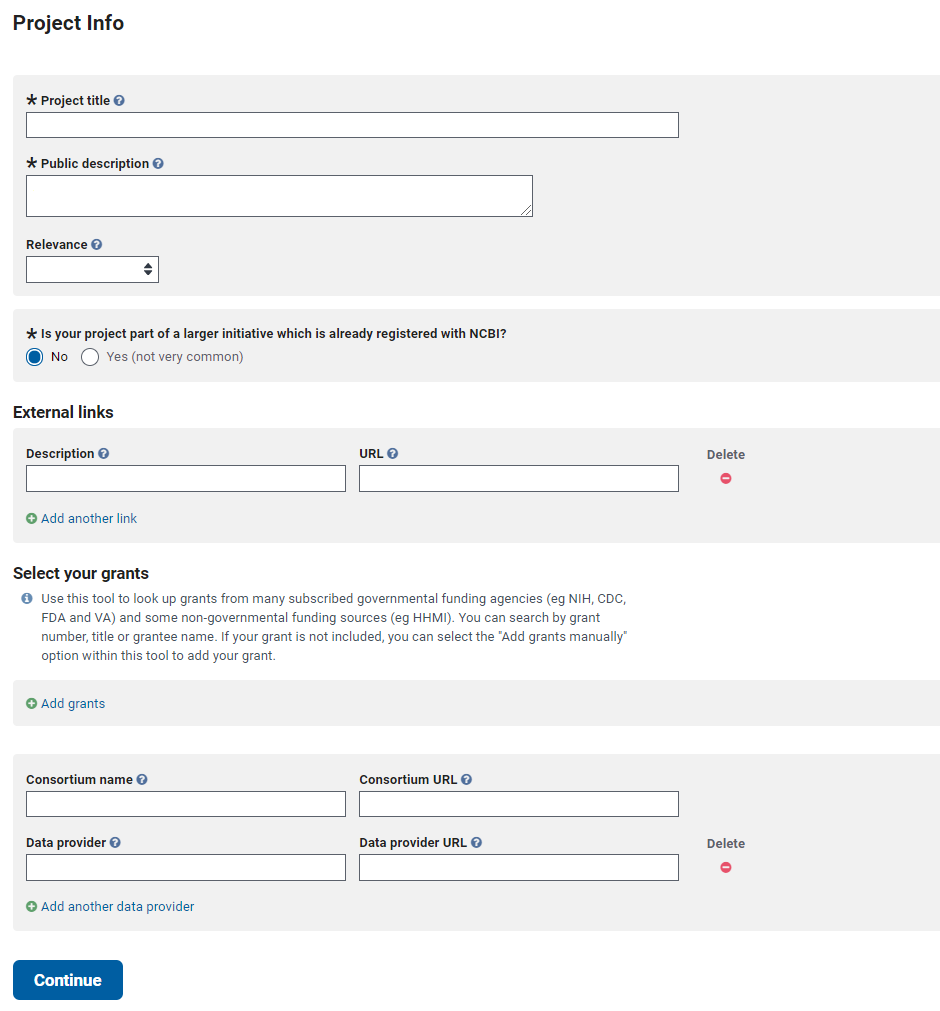 Project Info
* Project title ?
* Public description ?
Relevance ?
* Is your project part of a larger initiative which is already registered with NCBI?
No Yes (not very common)
External links
Description ? URL ? Delete
Add another link
Select your grants
i Use this tool to look up grants from many subscribed governmental funding agencies (eg NIH, CDC,
FDA and VA) and some non-governmental funding sources (eg HHMI). You can search by grant
number, title or grantee name. If your grant is not included, you can select the "Add grants manually"
option within this tool to add your grant.
Add grants
Consortium name ? Consortium URL ?
Data provider ? Data provider URL ? Delete
Add another data provider
Continue